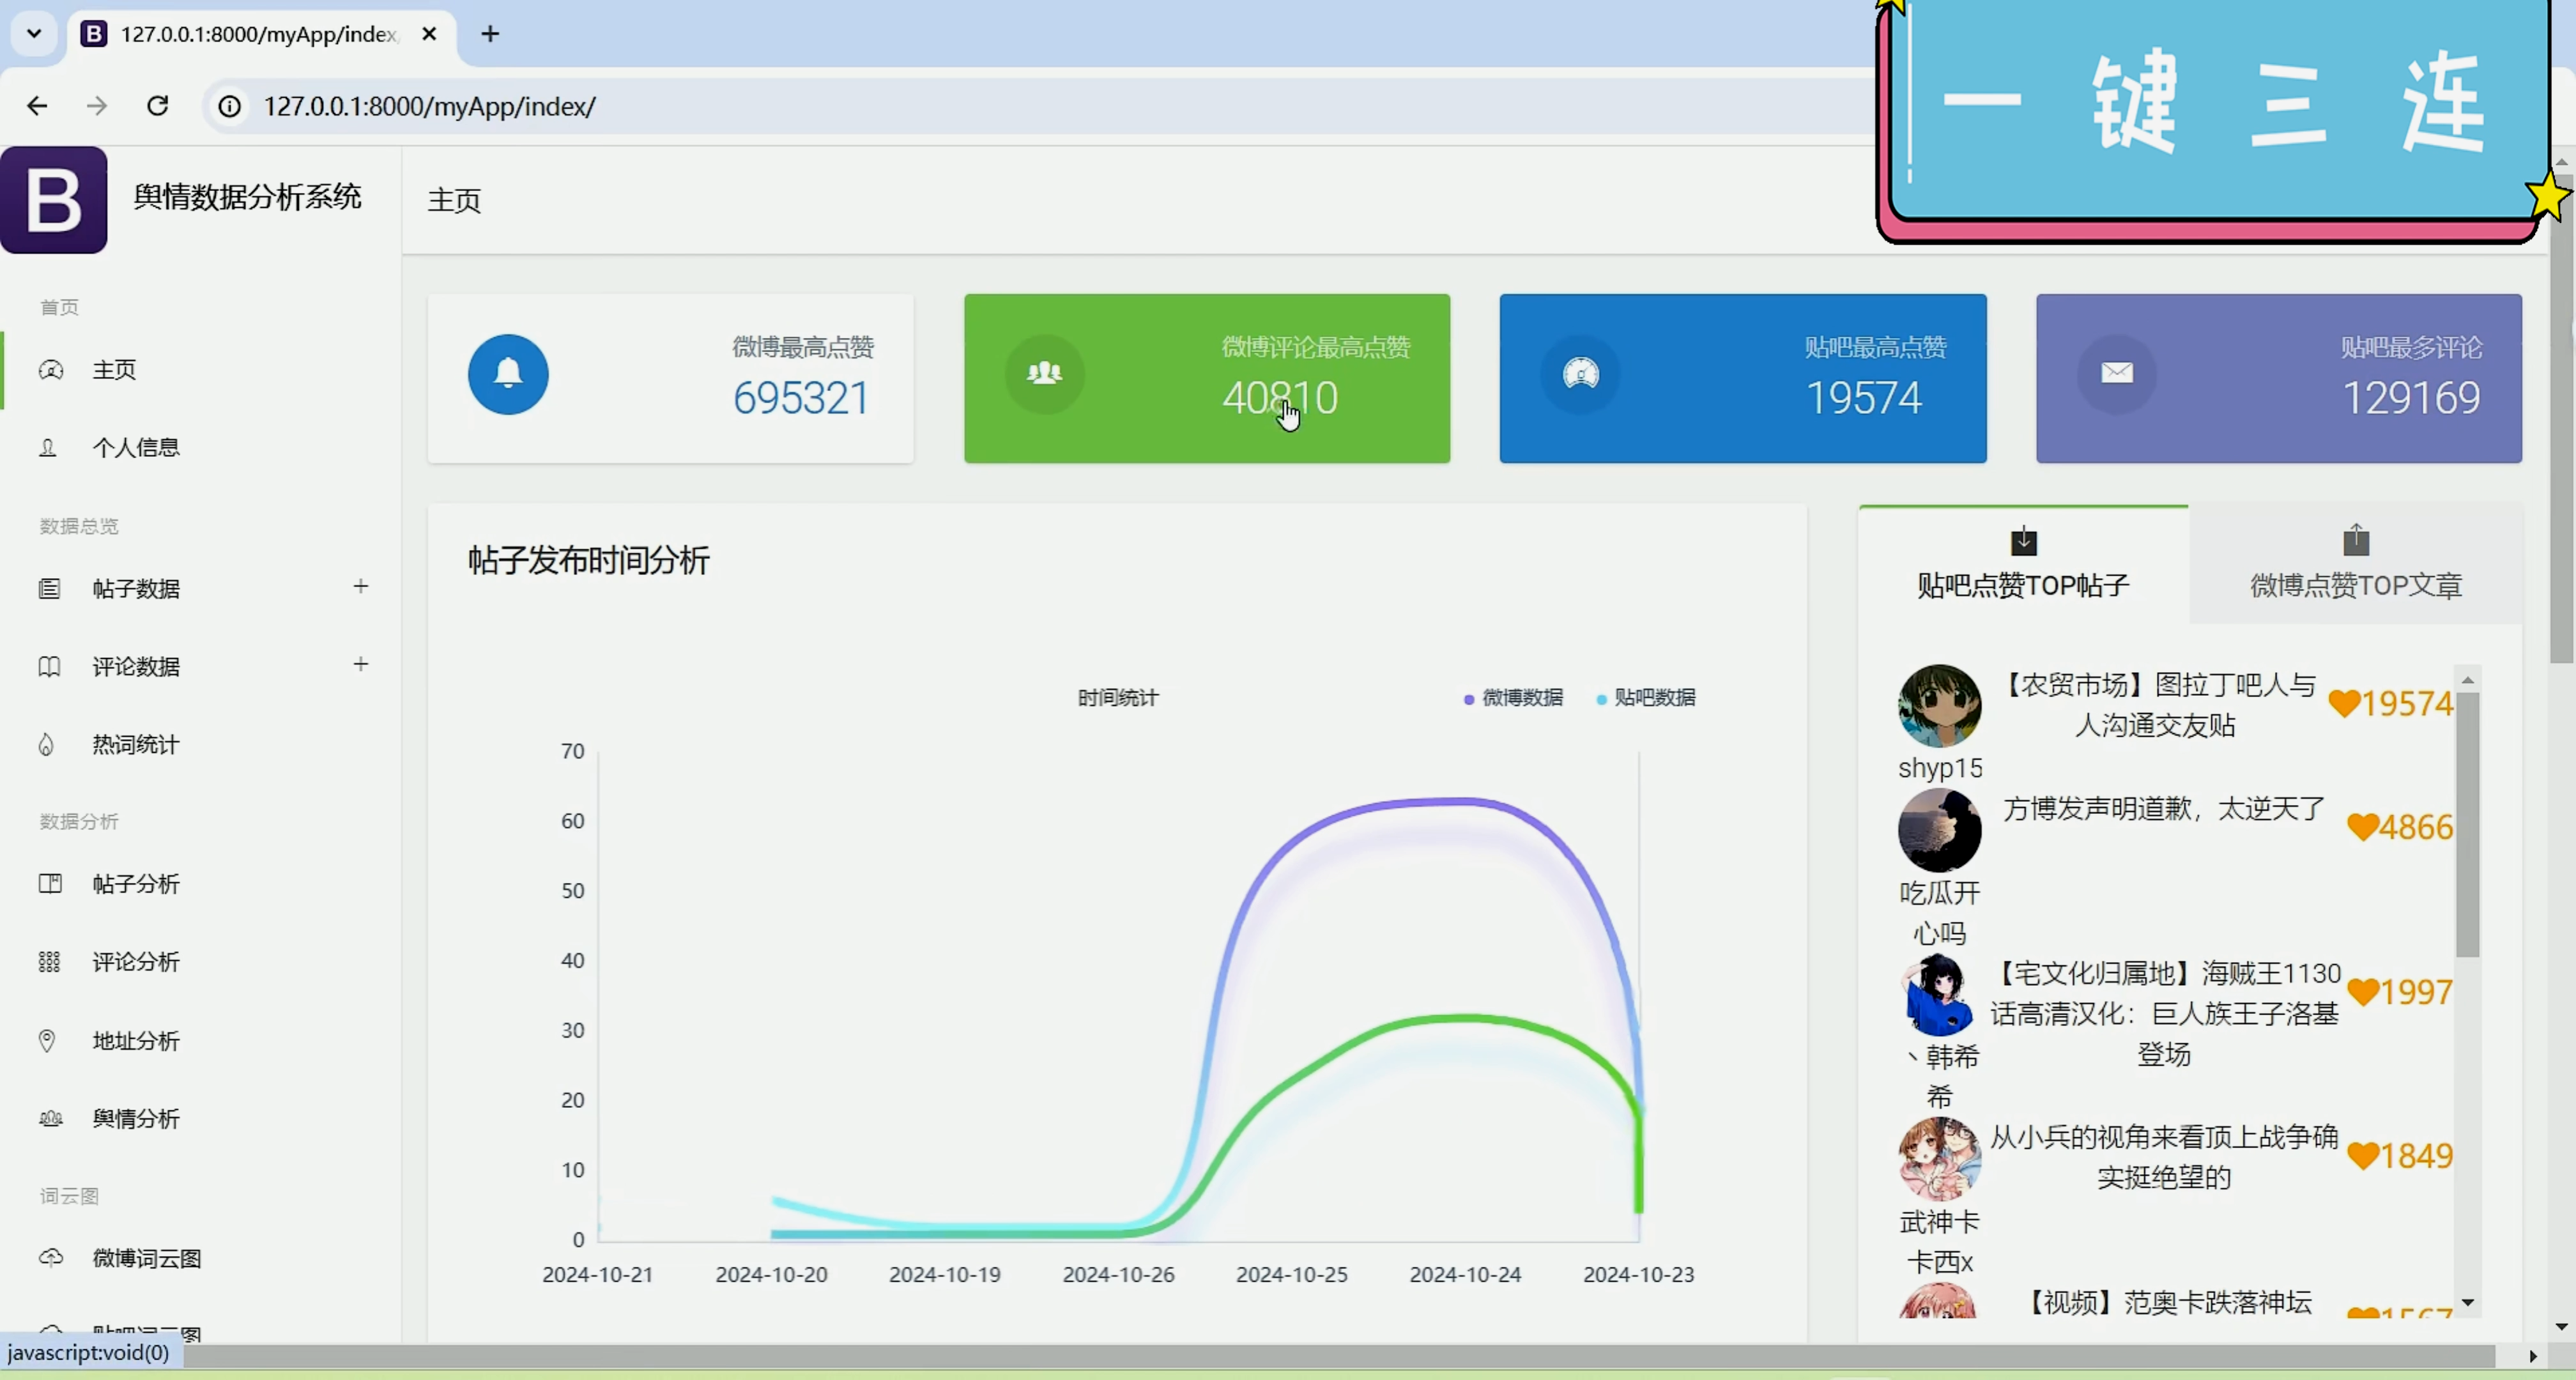 127.0.0.1:8000/myApp/index
127.0.0.1:8000/myApp/index/
一键三连
B
舆情数据分析系统
主页
首页
主页
个人信息
数据总览
帖子数据
评论数据
热词统计
数据分析
帖子分析
评论分析
地址分析
舆情分析
词云图
微博词云图
贴吧词云图
javascript:void(0)
微博最高点赞
695321
微博评论最高点赞
40810
贴吧最高点赞
19574
贴吧最多评论
129169
帖子发布时间分析
时间统计
微博数据
贴吧数据
70
60
50
40
30
20
10
0
2024-10-21
2024-10-20
2024-10-19
2024-10-26
2024-10-25
2024-10-24
2024-10-23
贴吧点赞TOP帖子
微博点赞TOP文章
【农贸市场】图拉丁吧人与
人沟通交友贴
19574
shyp15
方博发声明道歉，太逆天了
4866
吃瓜开
心吗
【宅文化归属地】海贼王1130
话高清汉化：巨人族王子洛基
登场
1997
丶韩希
希
从小兵的视角来看顶上战争确
实挺绝望的
1849
武神卡
卡西x
【视频】范奥卡跌落神坛
1567